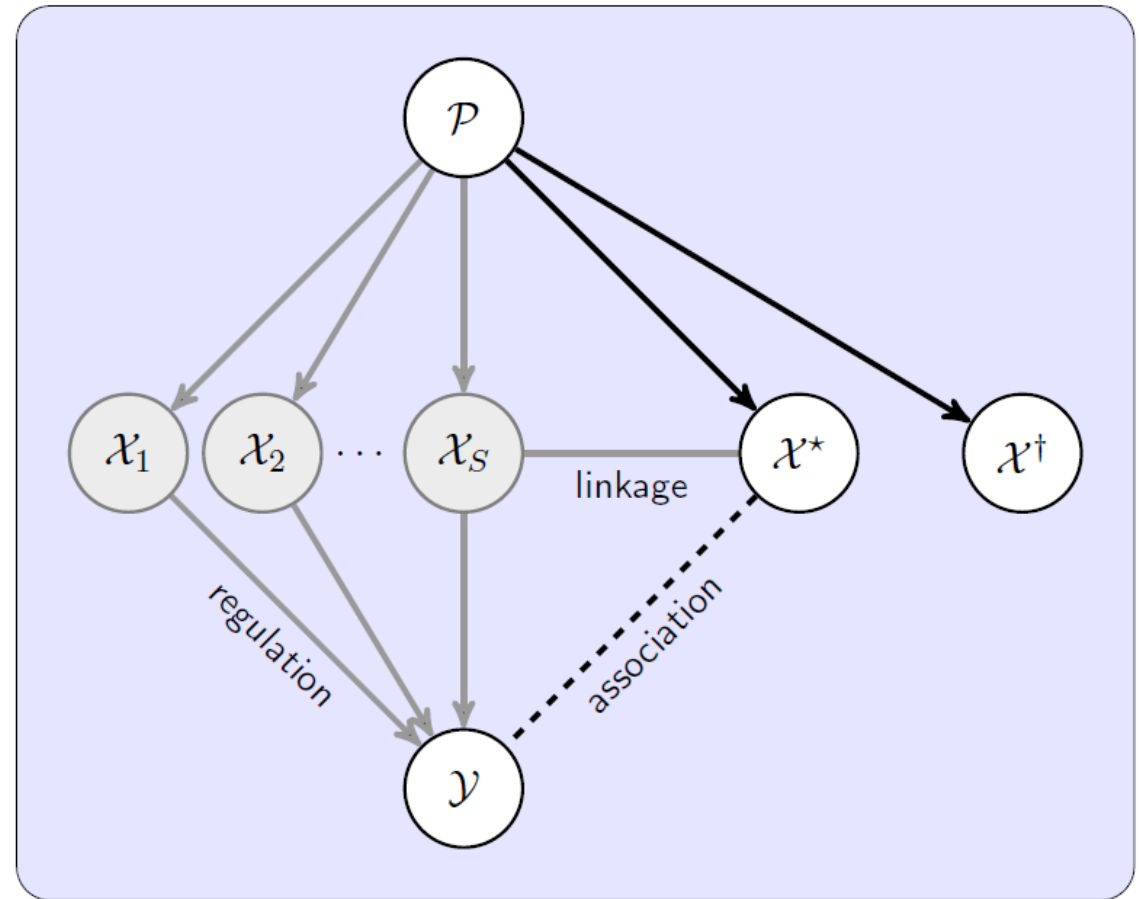 𝒫
𝒳₁
𝒳₂
···
𝒳_S
linkage
𝒳⋆
𝒳†
regulation
association
𝒴